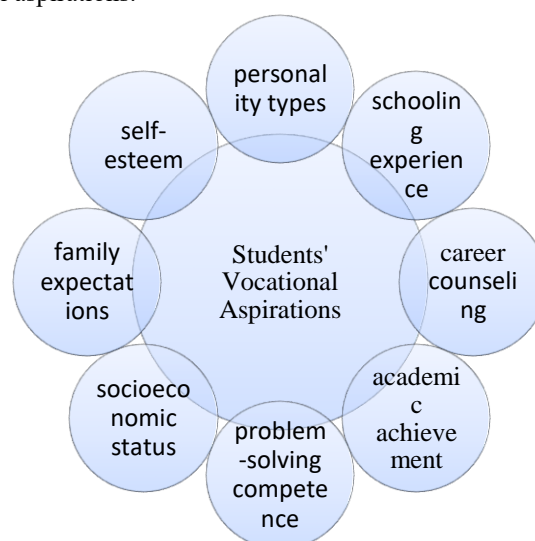 aspirations.
personal
ity types
schoolin
g
experien
ce
career
counseli
ng
academi
c
achieve
ment
problem
-solving
compete
nce
socioeco
nomic
status
family
expectat
ions
self-
esteem
Students'
Vocational
Aspirations